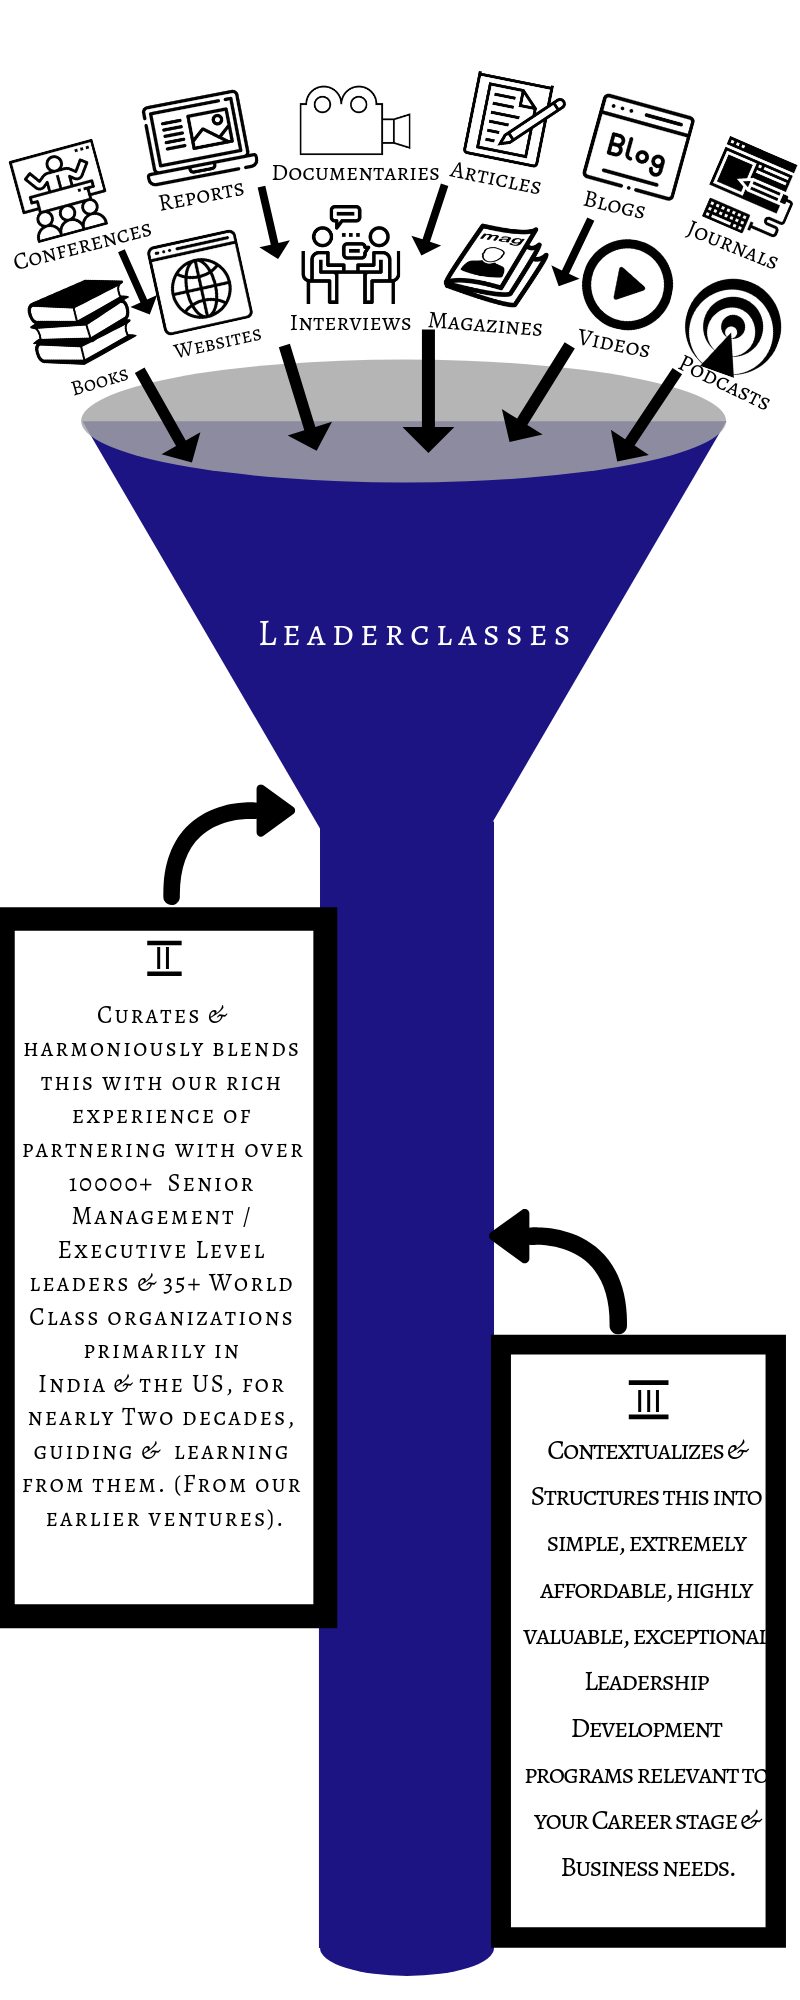 Documentaries
Articles
Reports
Blogs
Blog
Journals
Conferences
mag
Interviews
Magazines
Websites
Videos
Books
Podcasts
Leaderclasses
II
Curates &
harmoniously blends
this with our rich
experience of
partnering with over
10000+ Senior
Management /
Executive Level
leaders & 35+ World
Class organizations
primarily in
India & the US, for
nearly Two decades,
guiding & learning
from them. (From our
earlier ventures).
III
Contextualizes &
Structures this into
simple, extremely
affordable, highly
valuable, exceptional
Leadership
Development
programs relevant to
your Career stage &
Business needs.